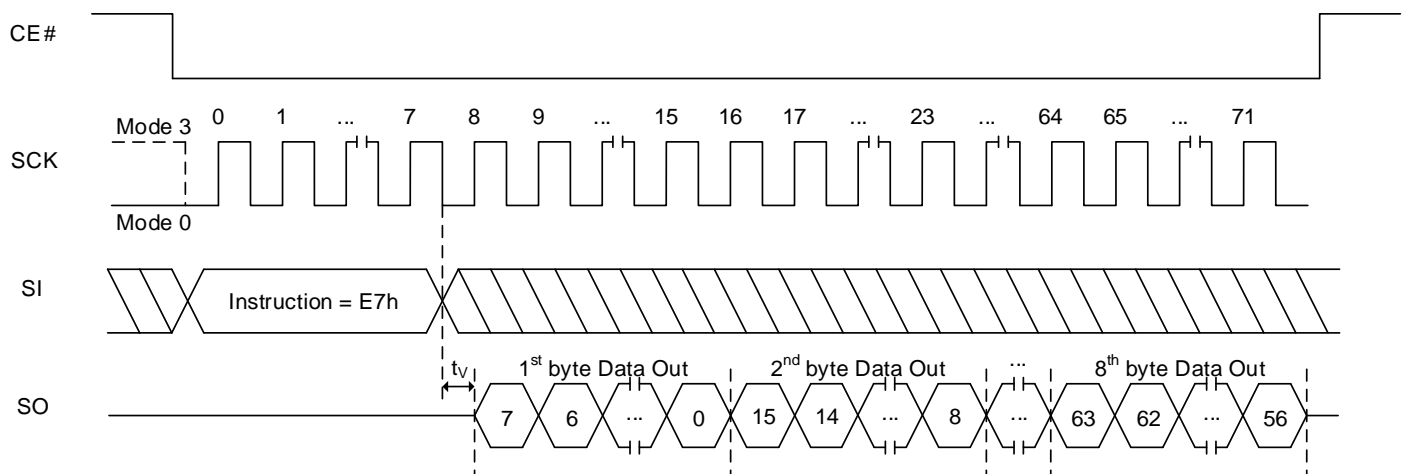 CE#
0 1 ... 7 8 9 ... 15 16 17 ... 23 ... 64 65 ... 71
Mode 3
SCK
Mode 0
SI
Instruction = E7h
tV 1st byte Data Out 2nd byte Data Out ... 8th byte Data Out
SO
7 6 ... 0 15 14 ... 8 ... 63 62 ... 56